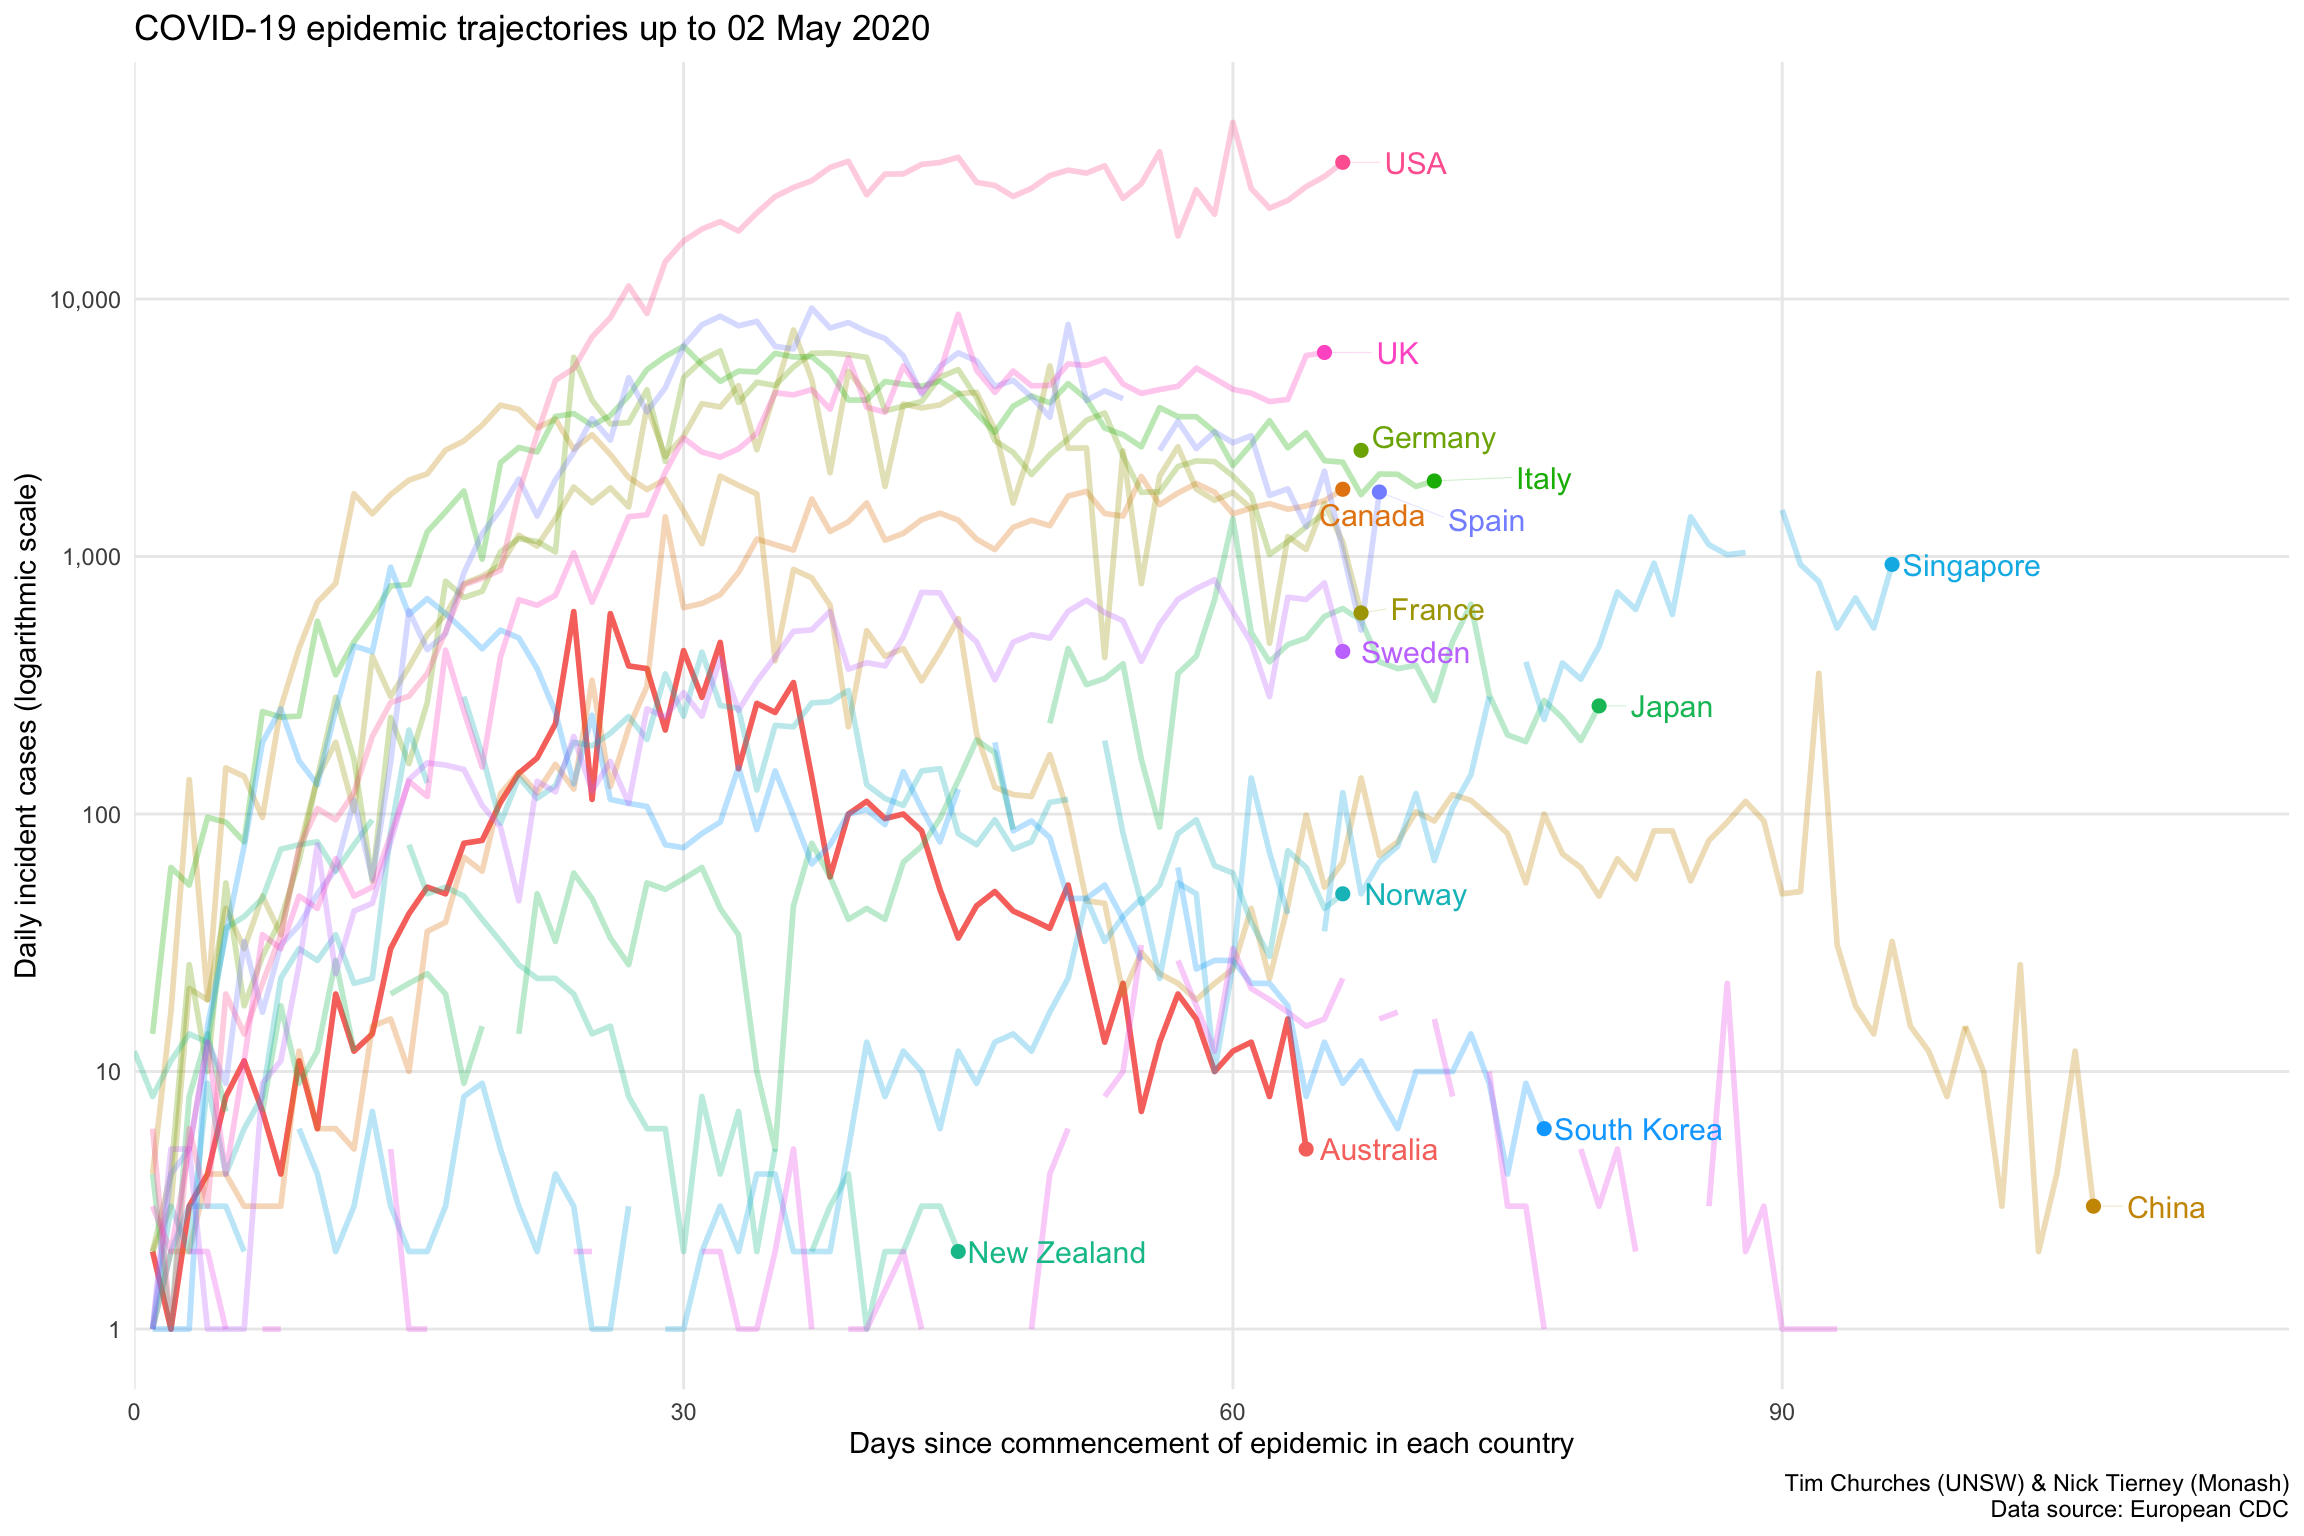 COVID-19 epidemic trajectories up to 02 May 2020
Daily incident cases (logarithmic scale)
10,000
1,000
100
10
1
USA
UK
Germany
Italy
Canada
Spain
Singapore
France
Sweden
Japan
Norway
South Korea
Australia
China
New Zealand
0
30
60
90
Days since commencement of epidemic in each country
Tim Churches (UNSW) & Nick Tierney (Monash)
Data source: European CDC